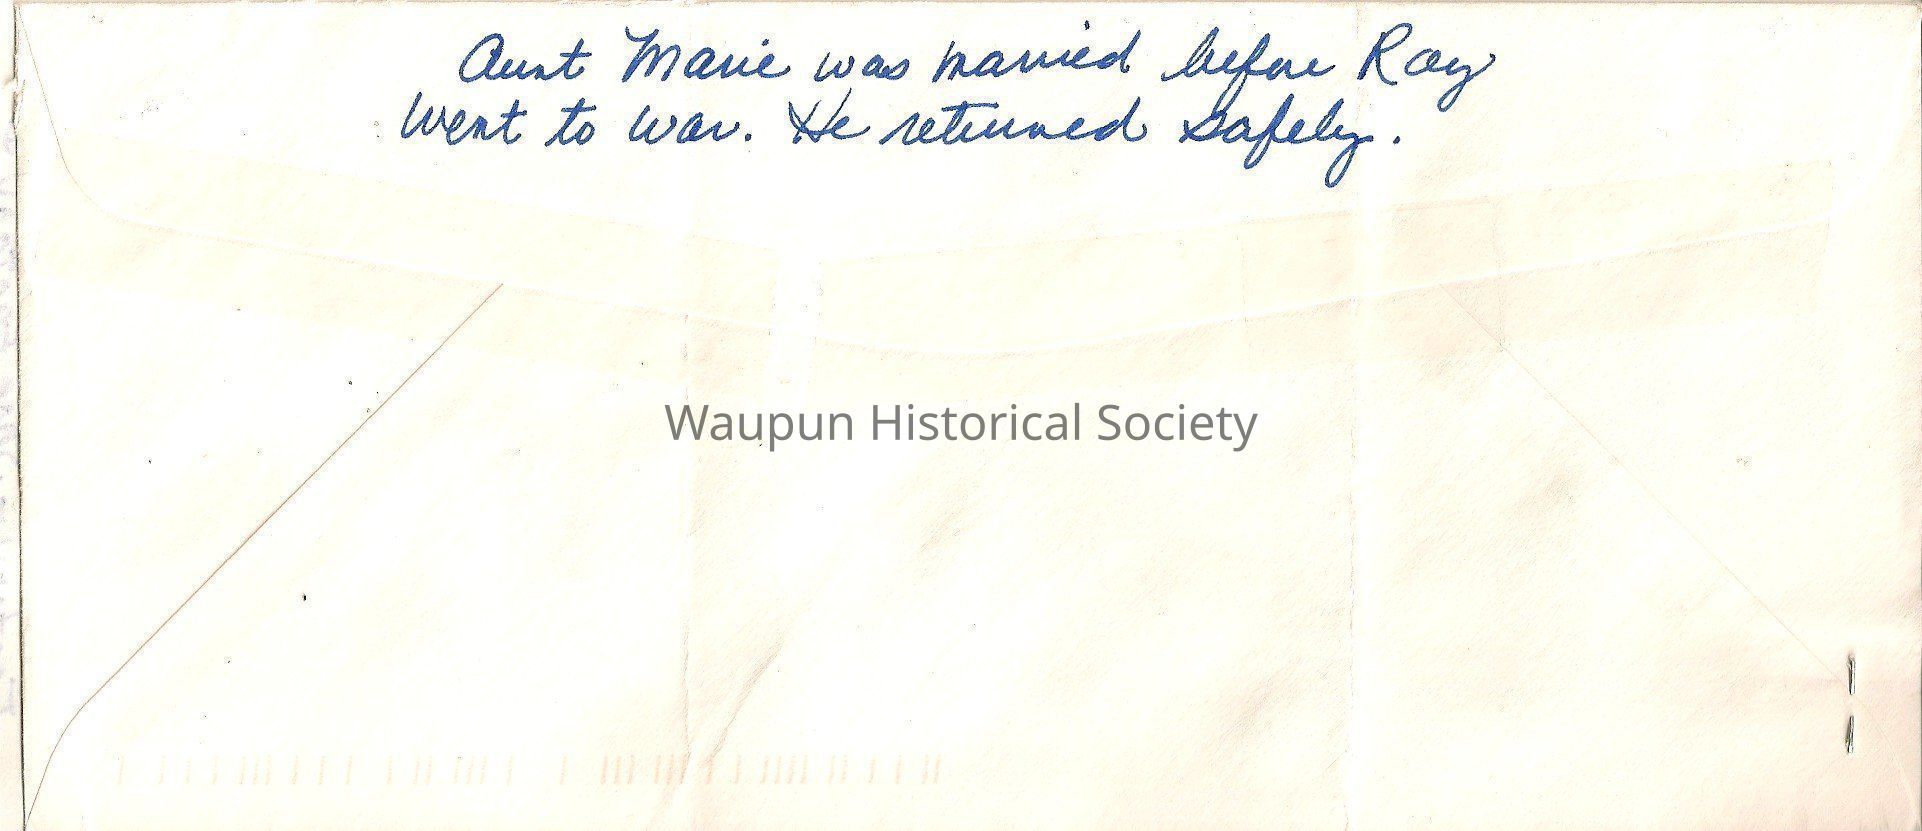 Aunt Marie was married before Ray
went to war. He returned safely.
Waupun Historical Society